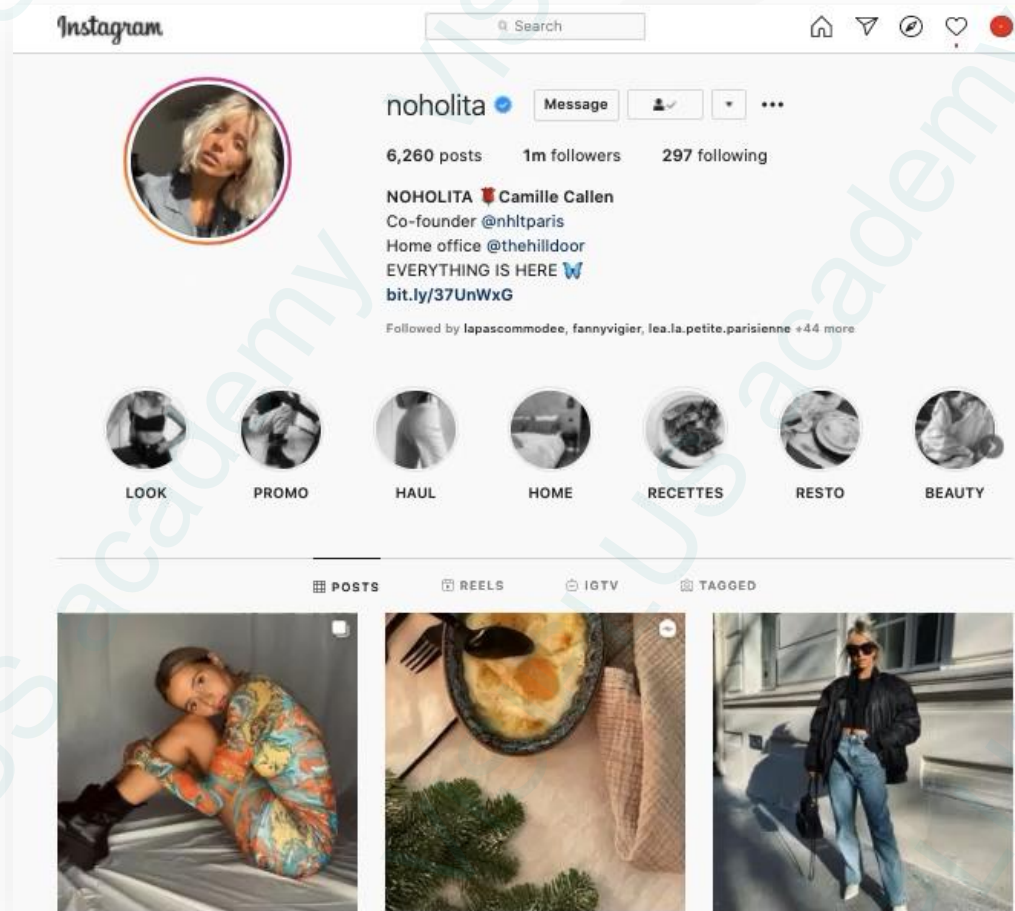 Instagram
Search
noholita
Message
6,260 posts 1m followers 297 following
NOHOLITA 🌹Camille Callen
Co-founder @nhltparis
Home office @thehilldoor
EVERYTHING IS HERE 🦋
bit.ly/37UnWxG
Followed by lapascommodee, fannyvigier, lea.la.petite.parisienne +44 more
LOOK PROMO HAUL HOME RECETTES RESTO BEAUTY
POSTS REELS IGTV TAGGED
US academy